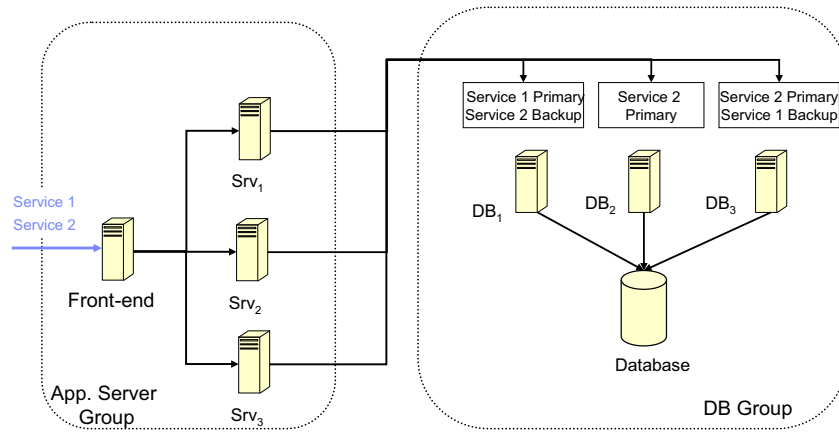 Service 1
Service 2
Front-end
Srv1
Srv2
Srv3
App. Server
Group
Service 1 Primary
Service 2 Backup
Service 2
Primary
Service 2 Primary
Service 1 Backup
DB1
DB2
DB3
Database
DB Group